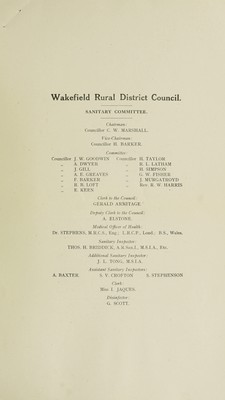 Wakefield Rural District Council.
SANITARY COMMITTEE.
Chairman:
Councillor C. W. MARSHALL.
Vice-Chairman:
Councillor H. BARKER.
Committee:
Councillor J. W. GOODWIN Councillor H. TAYLOR
„ A. DWYER „ R. L. LATHAM
„ J. GILL „ H. SIMPSON
„ A. E. GREAVES „ G. W. FISHER
„ F. BARKER „ J. MURGATROYD
„ H. B. LOFT „ Rev. R. W. HARRIS
„ R. KEEN
Clerk to the Council:
GERALD ARMITAGE
Deputy Clerk to the Council:
A. ELSTONE.
Medical Officer of Health:
Dr. STEPHENS, M.R.C.S., Esq., L.R.C.P., Lond.; P.S., Wales.
Sanitary Inspector:
THOS. H. BRIDDICK, A.R.San.I., M.S.I.A., Etc.
Additional Sanitary Inspector:
J. L. TONG, M.S.I.A.
Assistant Sanitary Inspectors:
A. BAXTER. S. V. CROFTON S. STEPHENSON
Clerk:
Miss I. JAQUES.
Disinfector:
G. SCOTT.